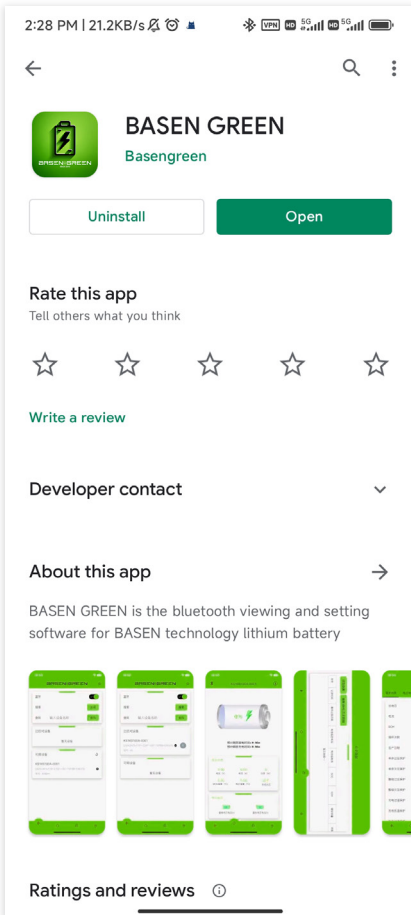 2:28 PM | 21.2KB/s
VPN HD 5G HD 5G
BASEN GREEN
BASEN GREEN
Basengreen
Uninstall
Open
Rate this app
Tell others what you think
Write a review
Developer contact
About this app
BASEN GREEN is the bluetooth viewing and setting
software for BASEN technology lithium battery
Ratings and reviews